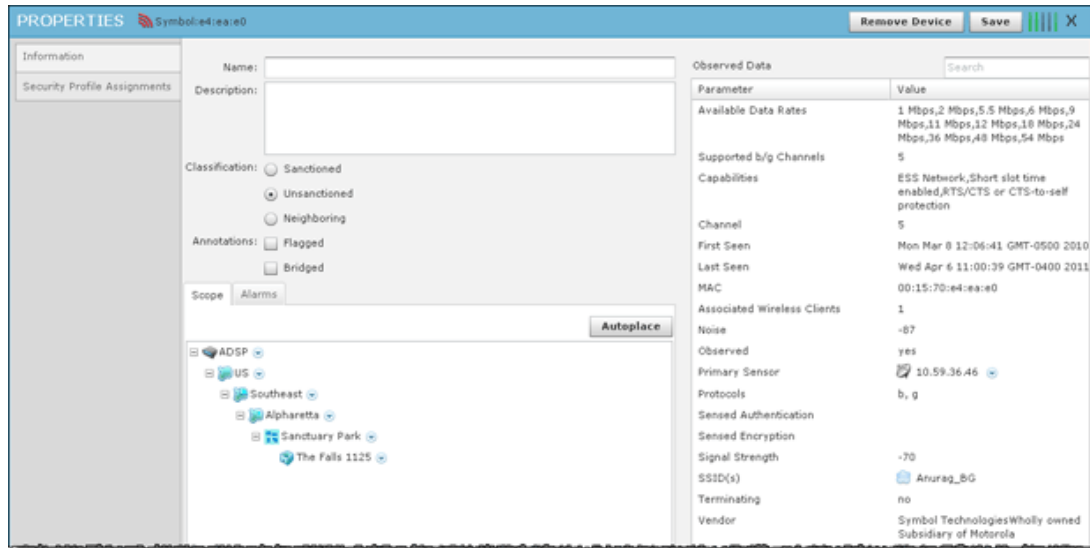 PROPERTIES Symbol:e4:ea:e0 Remove Device Save X
Information
Security Profile Assignments
Name:
Description:
Classification: Sanctioned
Unsanctioned
Neighboring
Annotations: Flagged
Bridged
Scope Alarms
Autoplace
ADSP
US
Southeast
Alpharetta
Sanctuary Park
The Falls 1125
Observed Data Search
Parameter Value
Available Data Rates 1 Mbps,2 Mbps,5.5 Mbps,6 Mbps,9
Mbps,11 Mbps,12 Mbps,18 Mbps,24
Mbps,36 Mbps,48 Mbps,54 Mbps
Supported b/g Channels 5
Capabilities ESS Network,Short slot time
enabled,RTS/CTS or CTS-to-self
protection
Channel 5
First Seen Mon Mar 8 12:06:41 GMT-0500 2010
Last Seen Wed Apr 6 11:00:39 GMT-0400 2011
MAC 00:15:70:e4:ea:e0
Associated Wireless Clients 1
Noise -87
Observed yes
Primary Sensor 10.59.36.46
Protocols b, g
Sensed Authentication
Sensed Encryption
Signal Strength -70
SSID(s) Anurag_BG
Terminating no
Vendor Symbol TechnologiesWholly owned
Subsidiary of Motorola